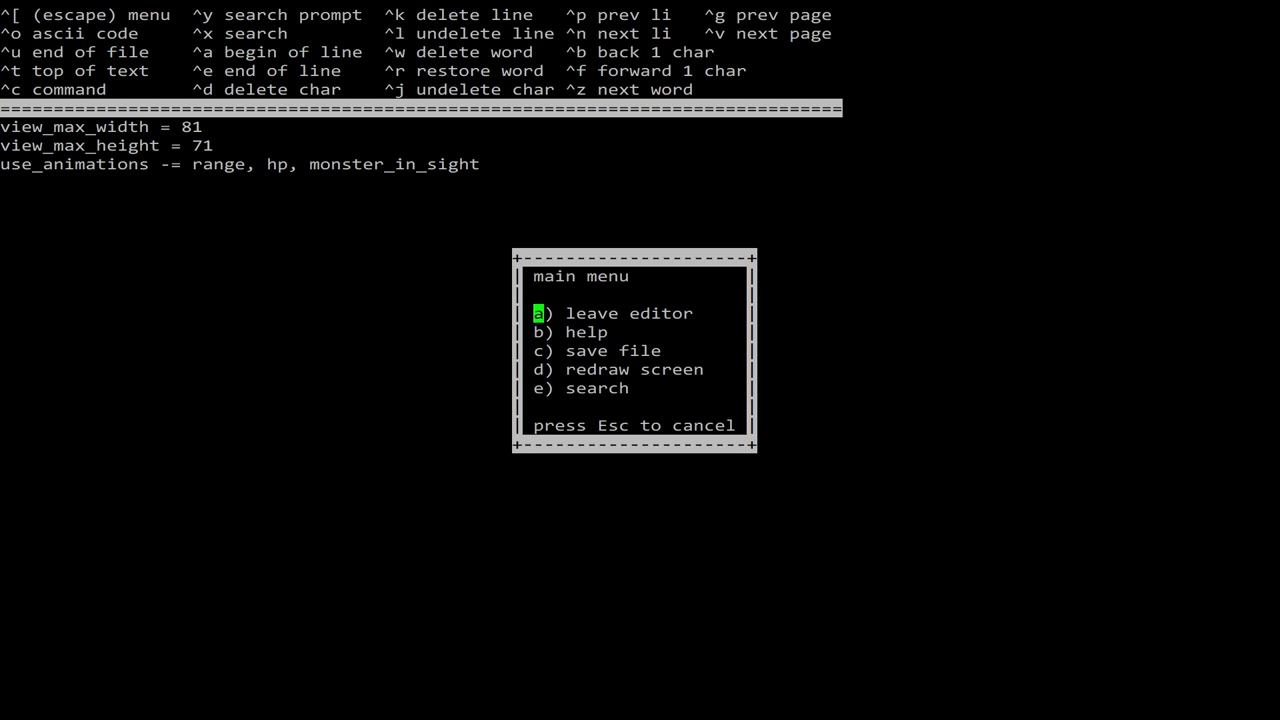 ^[ (escape) menu  ^y search prompt  ^k delete line   ^p prev li   ^g prev page
^o ascii code     ^x search         ^l undelete line ^n next li   ^v next page
^u end of file    ^a begin of line  ^w delete word   ^b back 1 char
^t top of text    ^e end of line    ^r restore word  ^f forward 1 char
^c command        ^d delete char    ^j undelete char ^z next word
===============================================================================
view_max_width = 81
view_max_height = 71
use_animations -= range, hp, monster_in_sight
+---------------------+
main menu
a) leave editor
b) help
c) save file
d) redraw screen
e) search
press Esc to cancel
+---------------------+